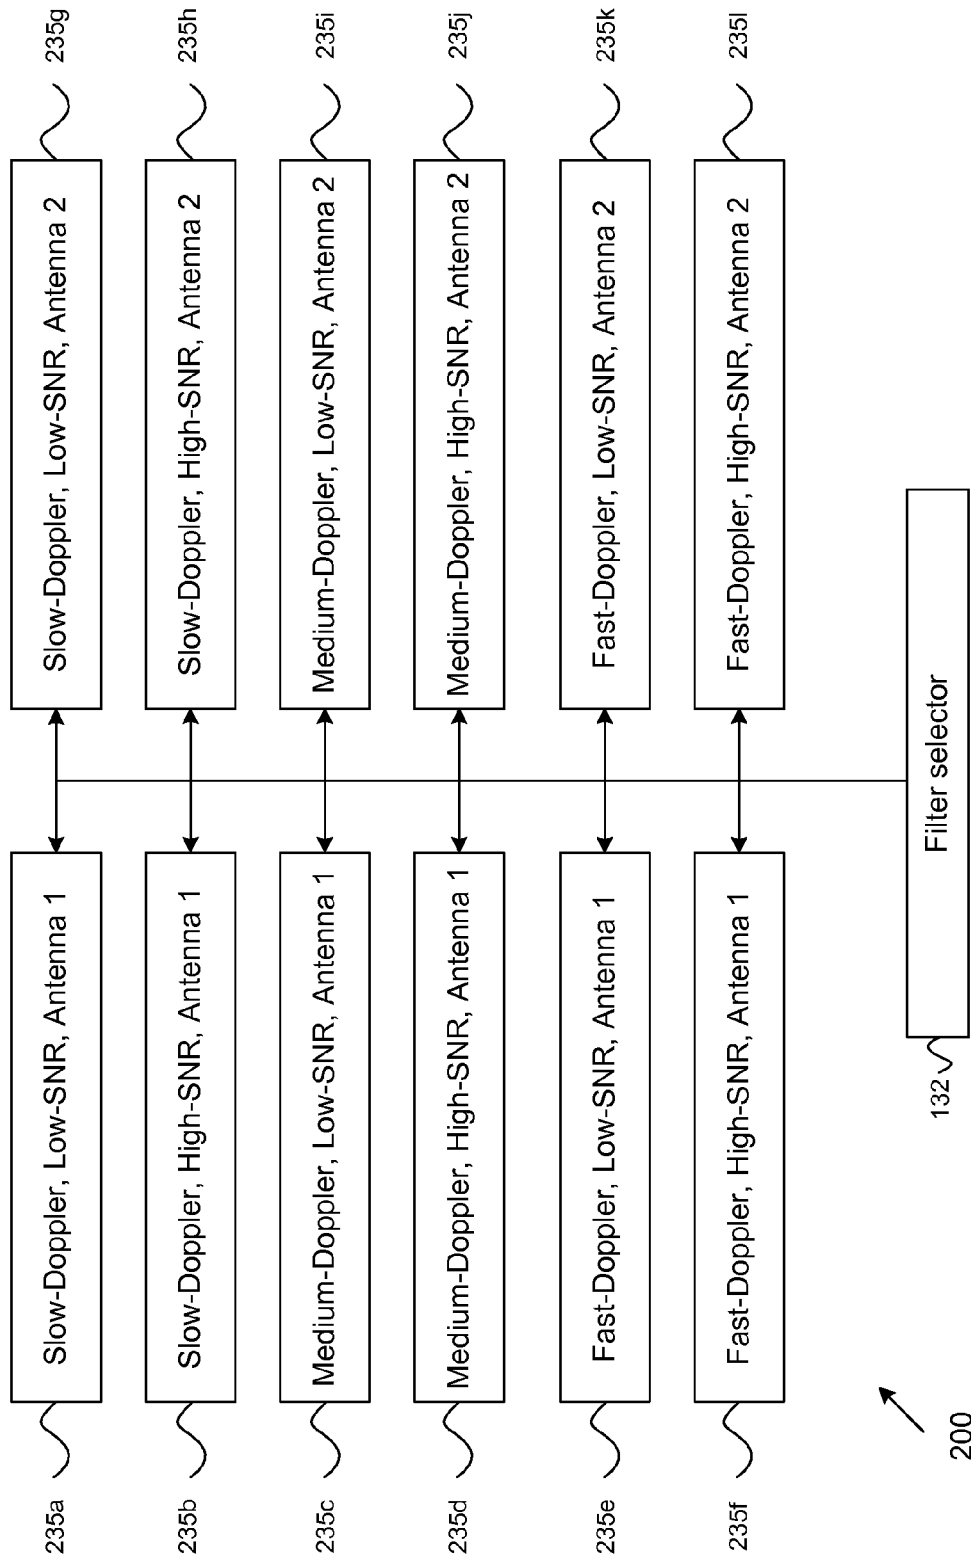 235a
Slow-Doppler, Low-SNR, Antenna 1
Slow-Doppler, Low-SNR, Antenna 2
235g
235b
Slow-Doppler, High-SNR, Antenna 1
Slow-Doppler, High-SNR, Antenna 2
235h
235c
Medium-Doppler, Low-SNR, Antenna 1
Medium-Doppler, Low-SNR, Antenna 2
235i
235d
Medium-Doppler, High-SNR, Antenna 1
Medium-Doppler, High-SNR, Antenna 2
235j
235e
Fast-Doppler, Low-SNR, Antenna 1
Fast-Doppler, Low-SNR, Antenna 2
235k
235f
Fast-Doppler, High-SNR, Antenna 1
Fast-Doppler, High-SNR, Antenna 2
235l
132
Filter selector
200